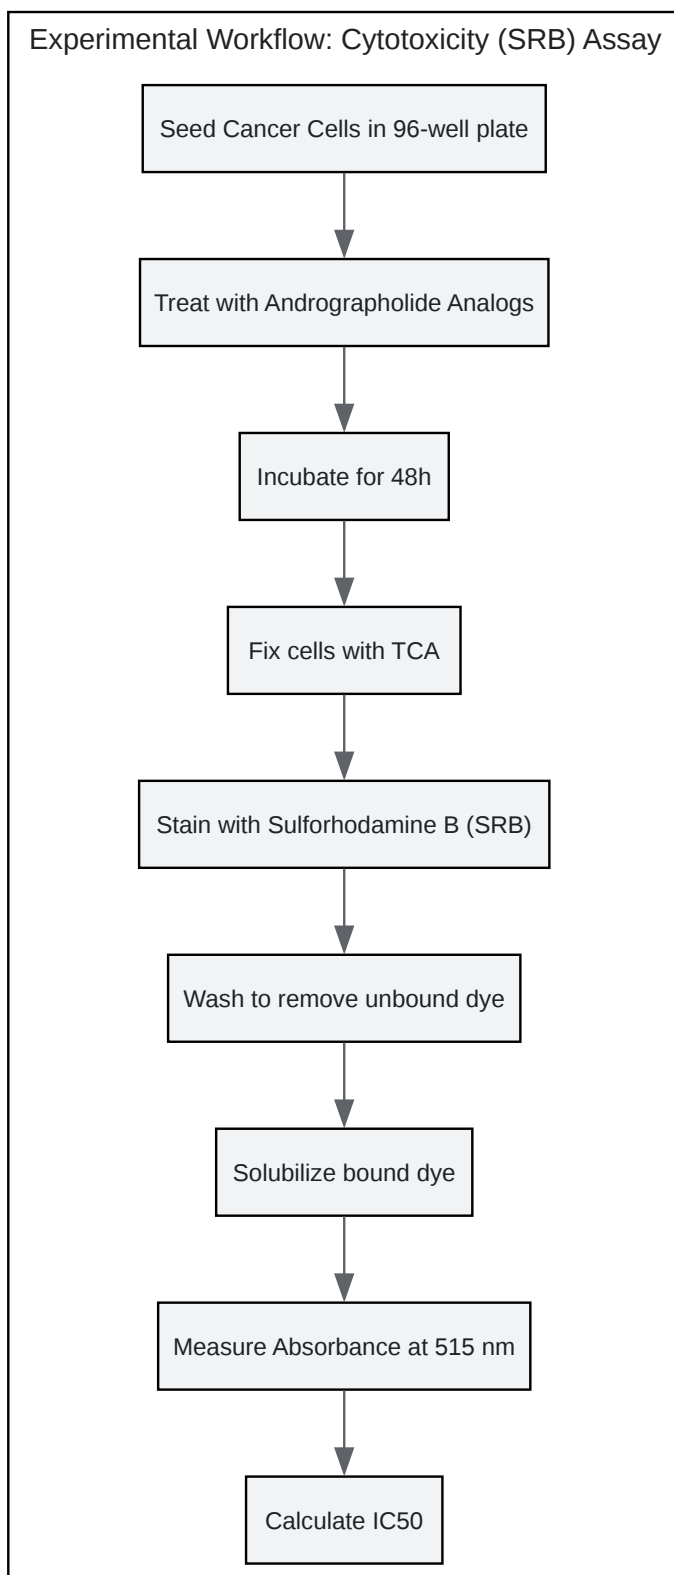 Experimental Workflow: Cytotoxicity (SRB) Assay
Seed Cancer Cells in 96-well plate
Treat with Andrographolide Analogs
Incubate for 48h
Fix cells with TCA
Stain with Sulforhodamine B (SRB)
Wash to remove unbound dye
Solubilize bound dye
Measure Absorbance at 515 nm
Calculate IC50